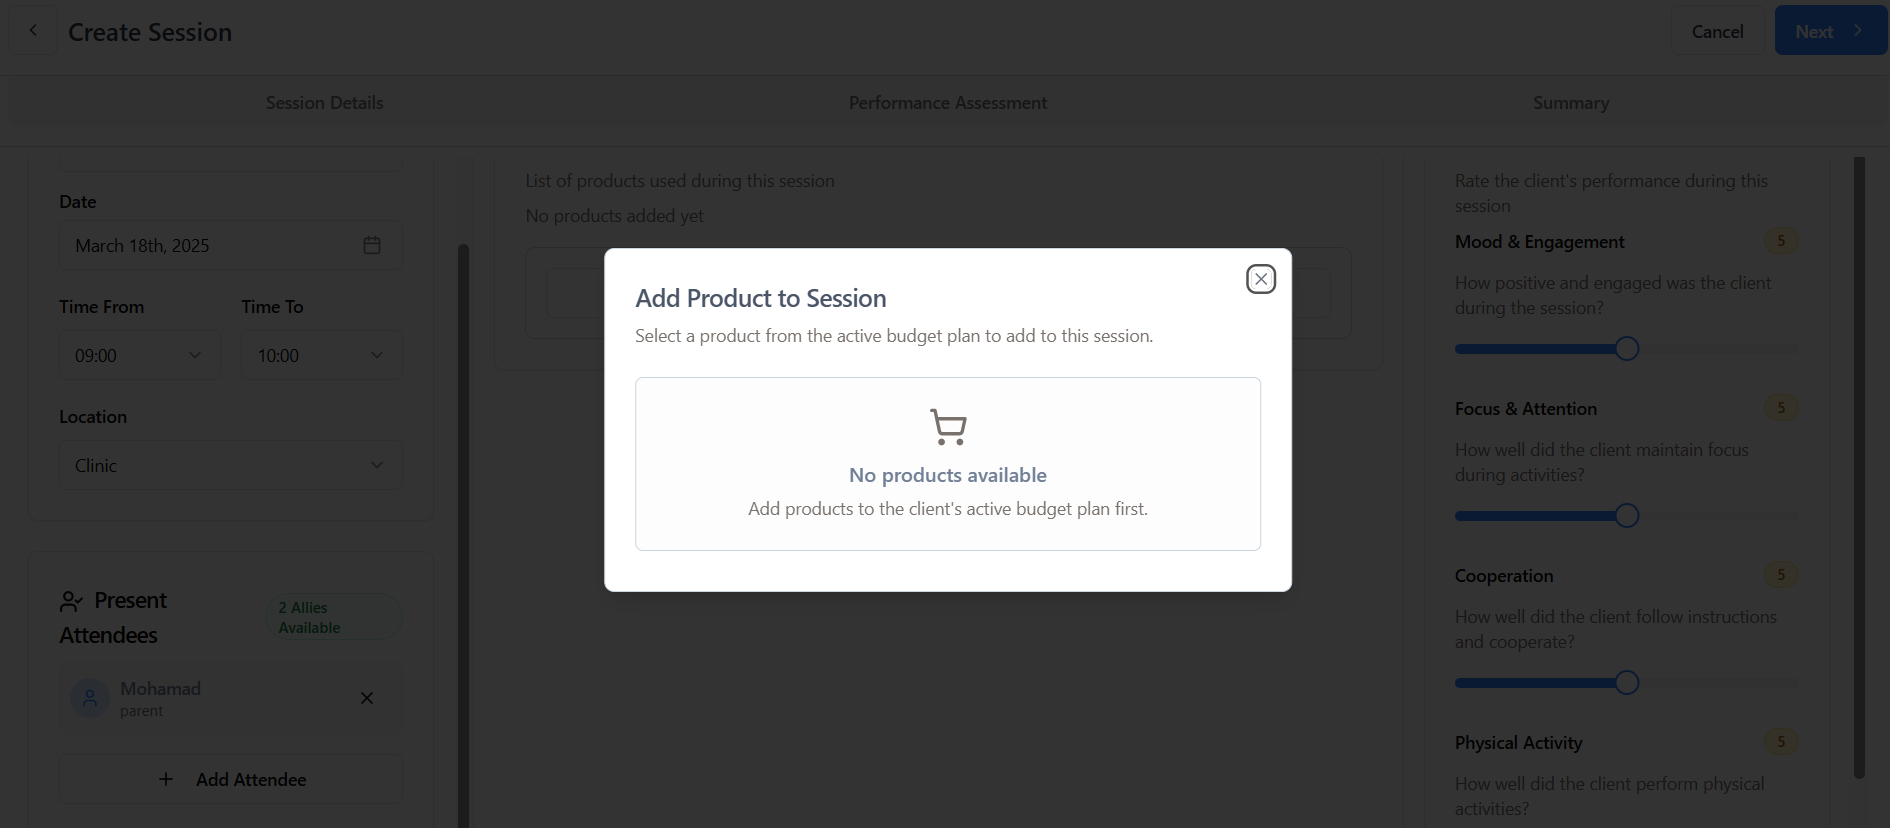 Create Session
Cancel
Next
Session Details
Performance Assessment
Summary
Date
March 18th, 2025
Time From
Time To
09:00
10:00
Location
Clinic
Present
Attendees
2 Allies
Available
Mohamad
parent
Add Attendee
List of products used during this session
No products added yet
Add Product to Session
Select a product from the active budget plan to add to this session.
No products available
Add products to the client's active budget plan first.
Rate the client's performance during this
session
Mood & Engagement
5
How positive and engaged was the client
during the session?
Focus & Attention
5
How well did the client maintain focus
during activities?
Cooperation
5
How well did the client follow instructions
and cooperate?
Physical Activity
5
How well did the client perform physical
activities?